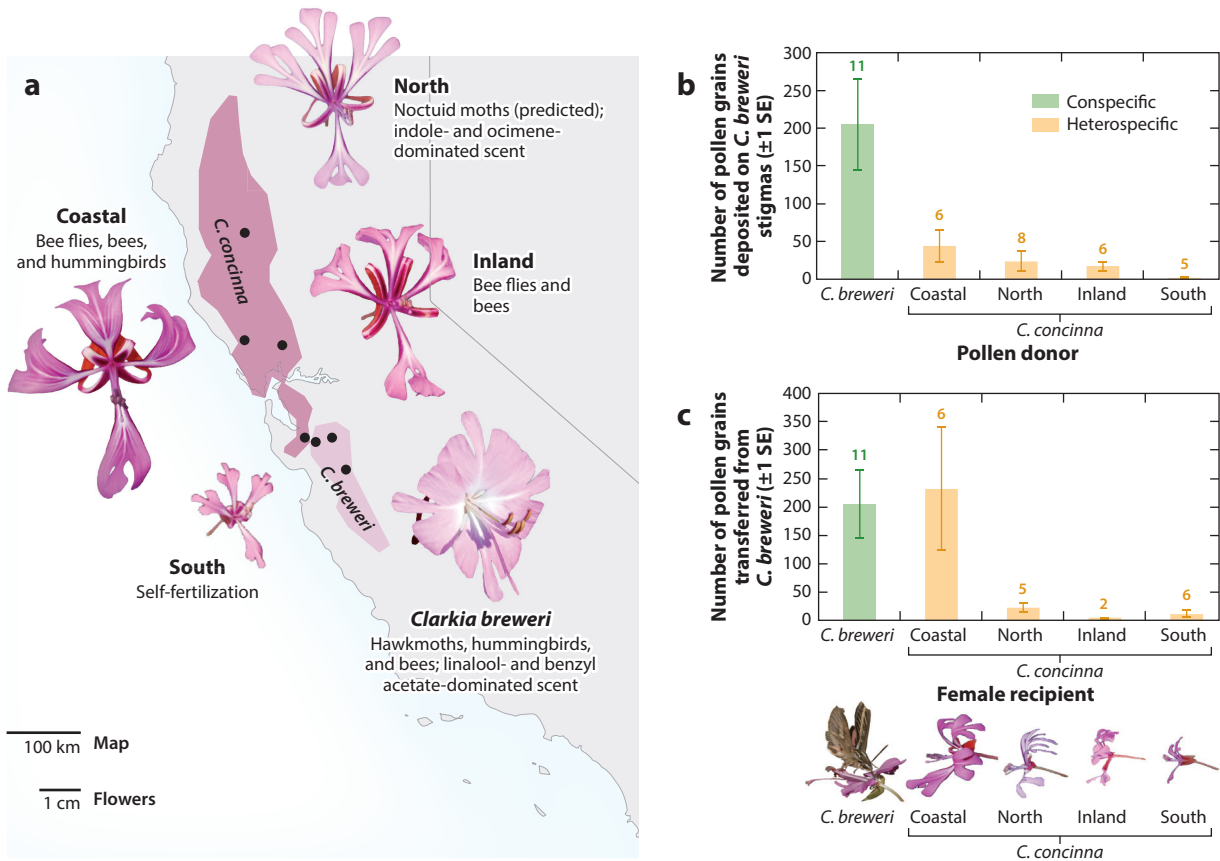 a
North
Noctuid moths (predicted);
indole- and ocimene-
dominated scent
Coastal
Bee flies, bees,
and hummingbirds
C. concinna
Inland
Bee flies and
bees
C. breweri
South
Self-fertilization
Clarkia breweri
Hawkmoths, hummingbirds,
and bees; linalool- and benzyl
acetate-dominated scent
100 km Map
1 cm Flowers
b
Number of pollen grains
deposited on C. breweri
stigmas (±1 SE)
300
250
200
150
100
50
0
11
6
8
6
5
Conspecific
Heterospecific
C. breweri Coastal North Inland South
C. concinna
Pollen donor
c
Number of pollen grains
transferred from
C. breweri (±1 SE)
400
350
300
250
200
150
100
50
0
11
6
5
2
6
C. breweri Coastal North Inland South
C. concinna
Female recipient
C. breweri Coastal North Inland South
C. concinna